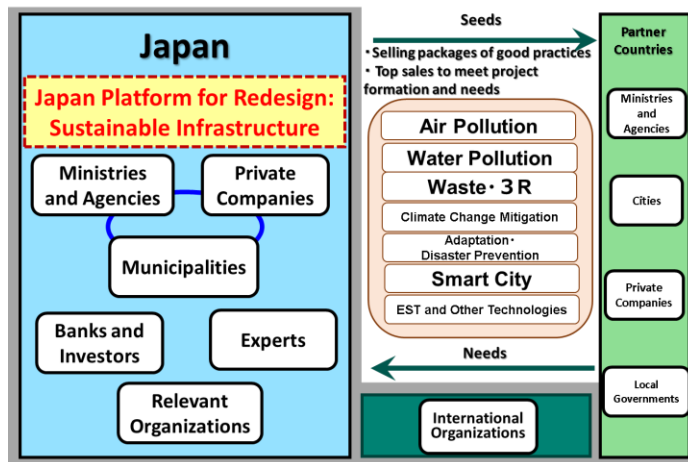 Japan
Japan Platform for Redesign:
Sustainable Infrastructure
Ministries
and Agencies
Private
Companies
Municipalities
Banks and
Investors
Experts
Relevant
Organizations
Seeds
・Selling packages of good practices
・Top sales to meet project
formation and needs
Air Pollution
Water Pollution
Waste・３R
Climate Change Mitigation
Adaptation・
Disaster Prevention
Smart City
EST and Other Technologies
Needs
International
Organizations
Partner
Countries
Ministries
and
Agencies
Cities
Private
Companies
Local
Governments